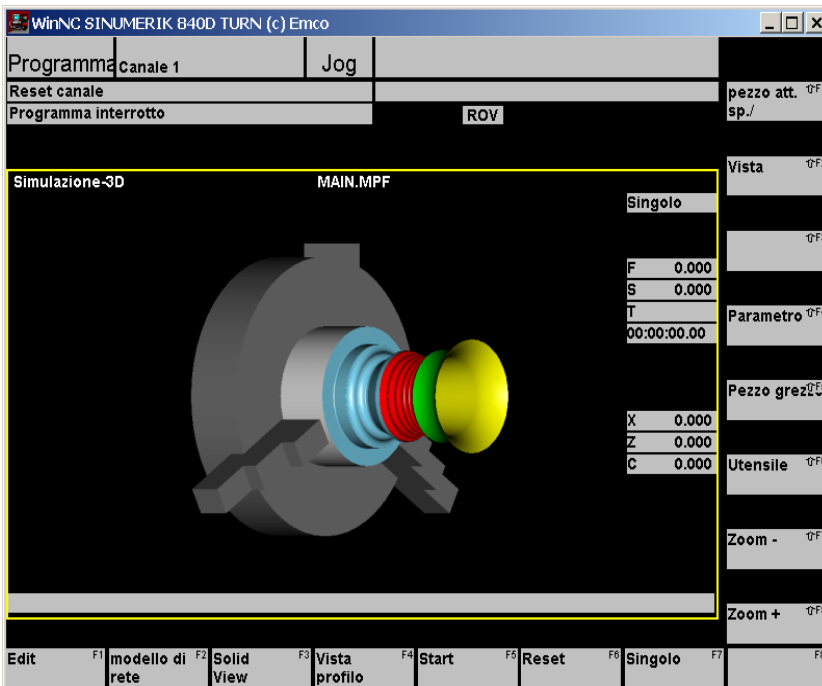 WinNC SINUMERIK 840D TURN (c) Emco
Programma Canale 1 Jog
Reset canale
Programma interrotto ROV
Simulazione-3D MAIN.MPF
Singolo
F 0.000
S 0.000
T
00:00:00.00
X 0.000
Z 0.000
C 0.000
pezzo att.
sp./
Vista
Parametro
Pezzo grezzo
Utensile
Zoom -
Zoom +
Edit F1
modello di F2
rete
Solid F3
View
Vista F4
profilo
Start F5
Reset F6
Singolo F7